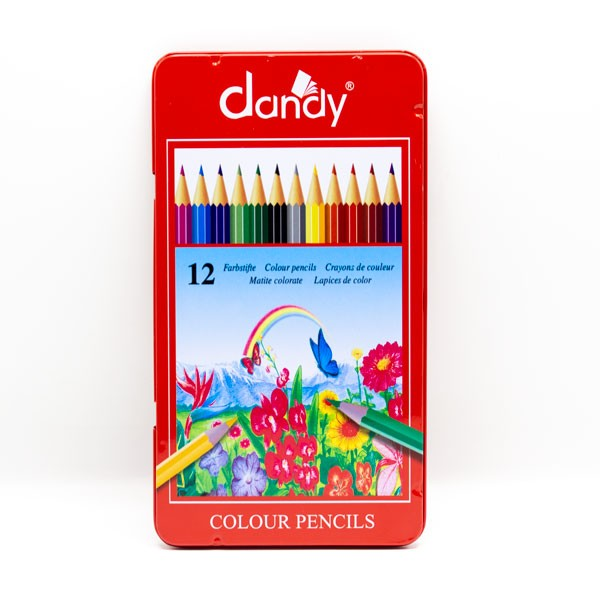 dandy®
12 Farbstifte Colour pencils Crayons de couleur
Matite colorate Lapices de color
COLOUR PENCILS